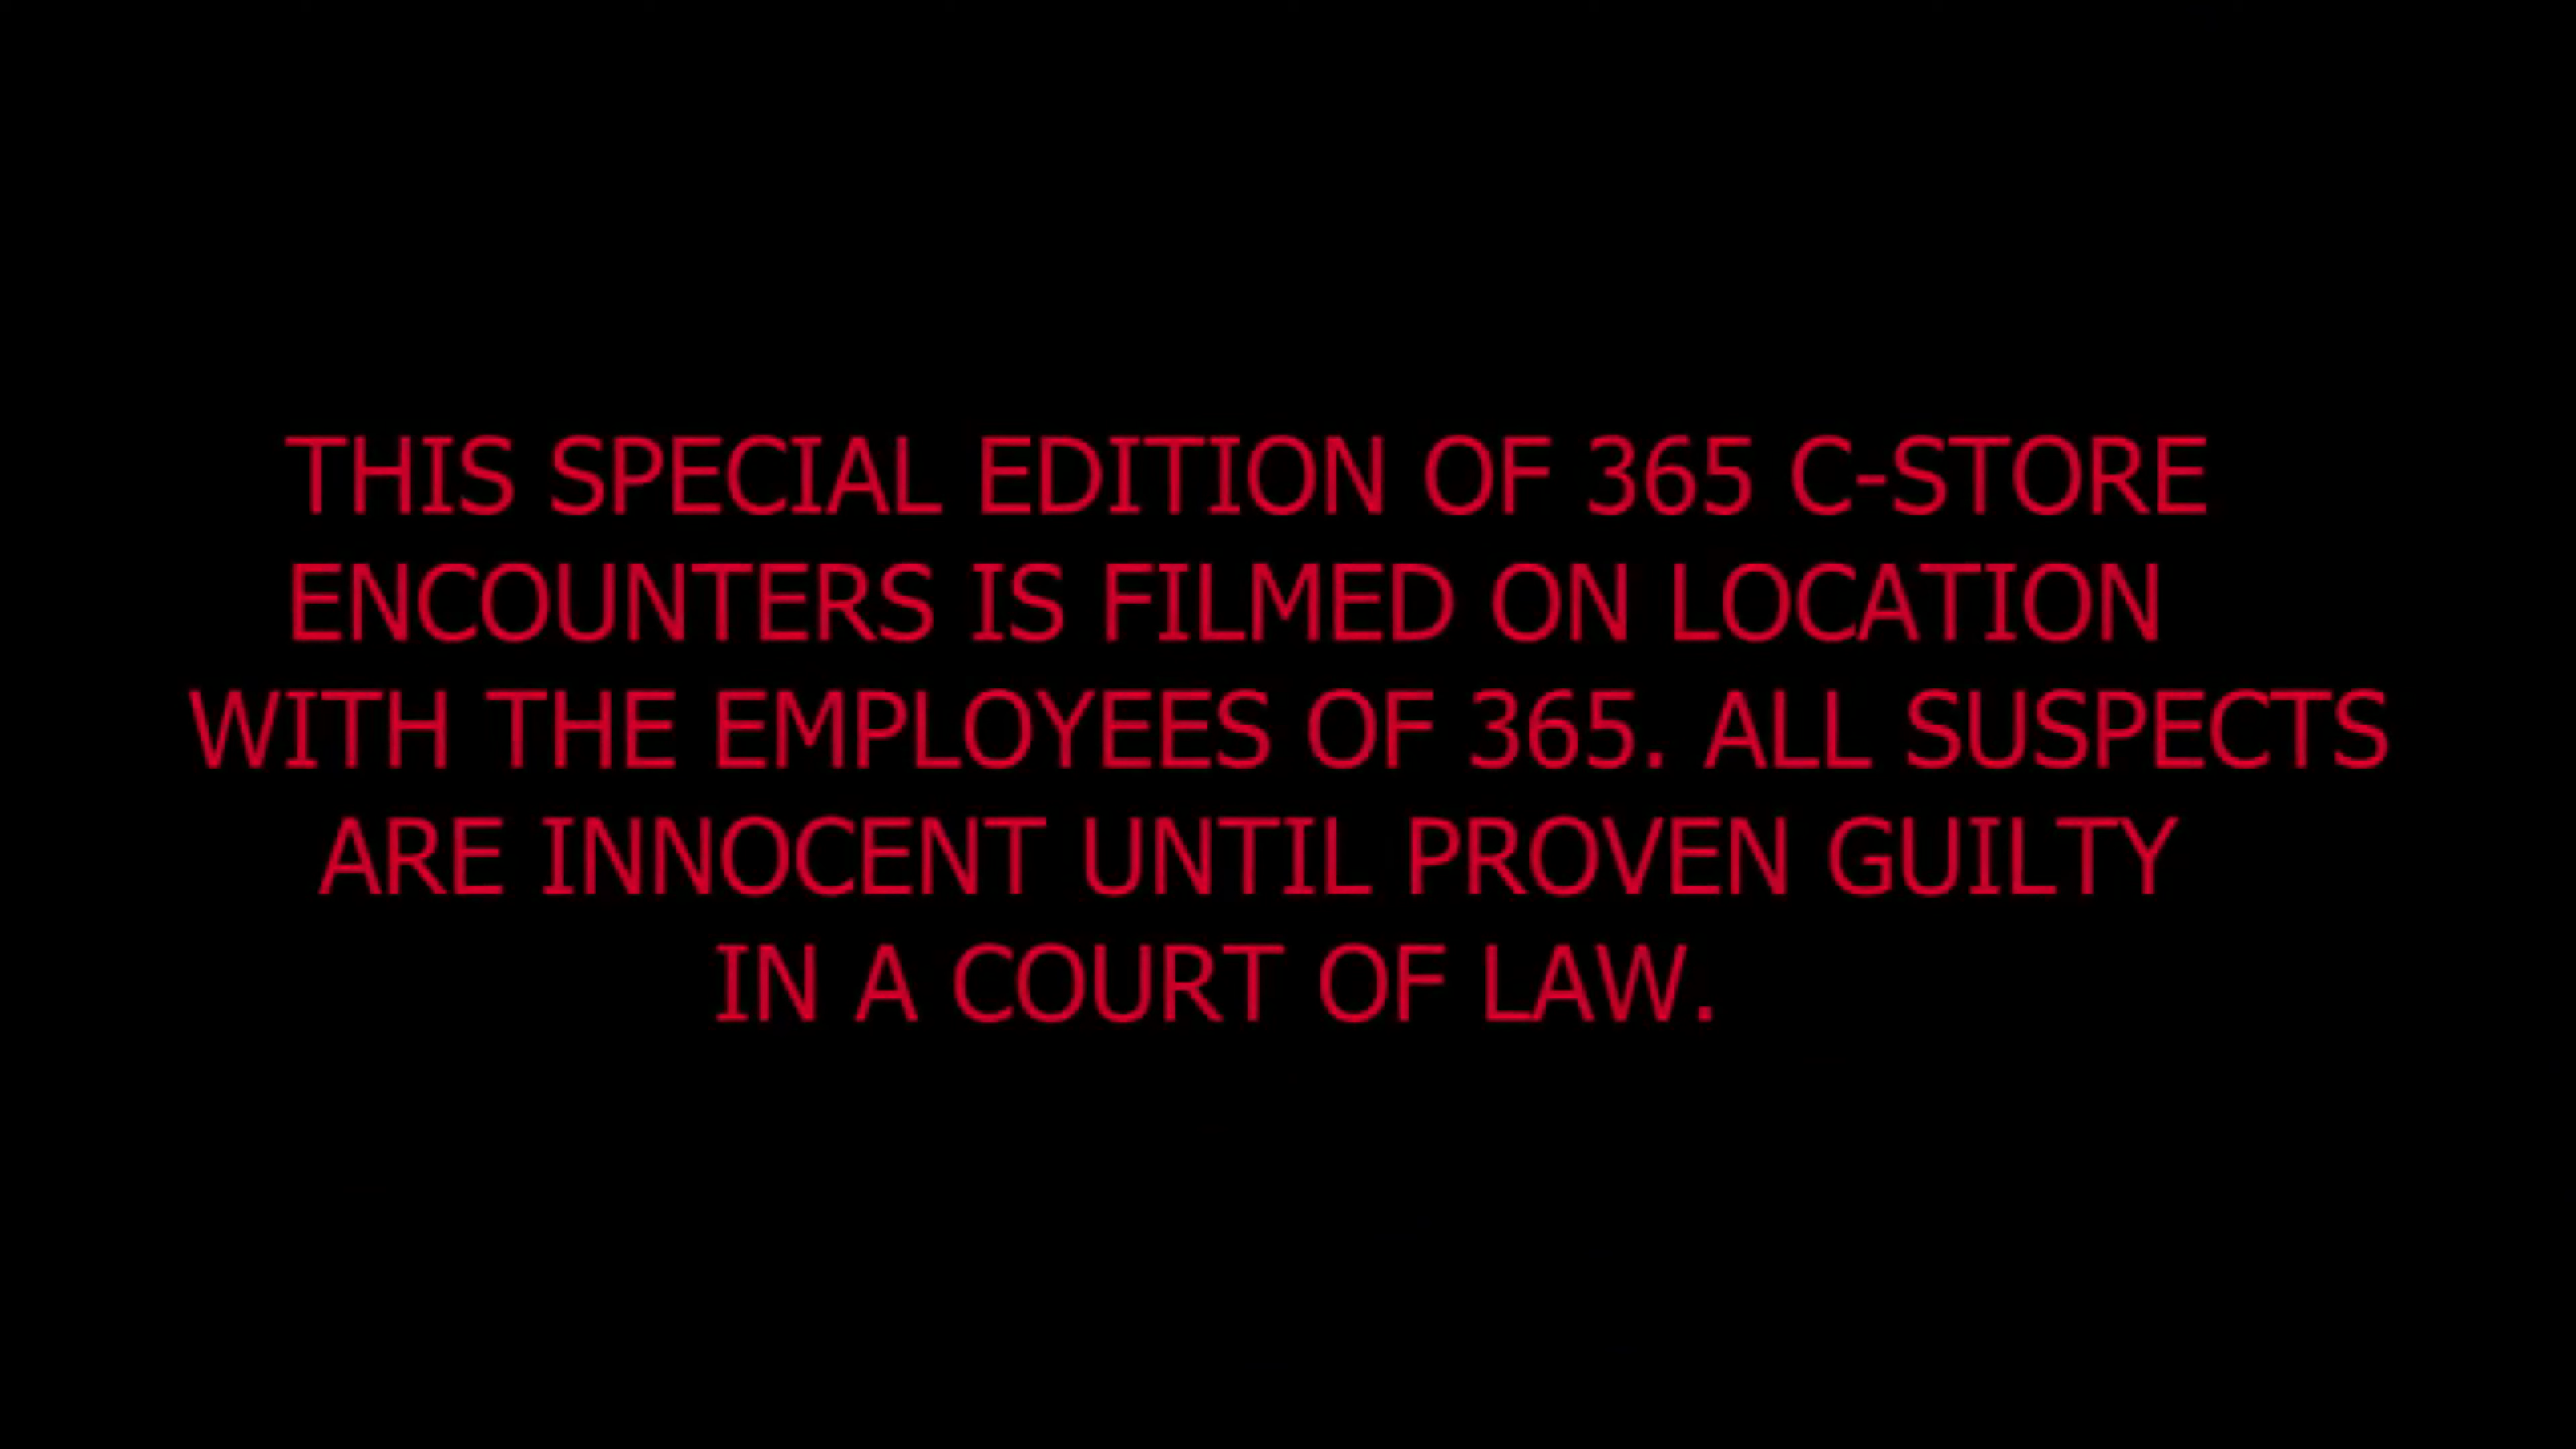 THIS SPECIAL EDITION OF 365 C-STORE
ENCOUNTERS IS FILMED ON LOCATION
WITH THE EMPLOYEES OF 365. ALL SUSPECTS
ARE INNOCENT UNTIL PROVEN GUILTY
IN A COURT OF LAW.